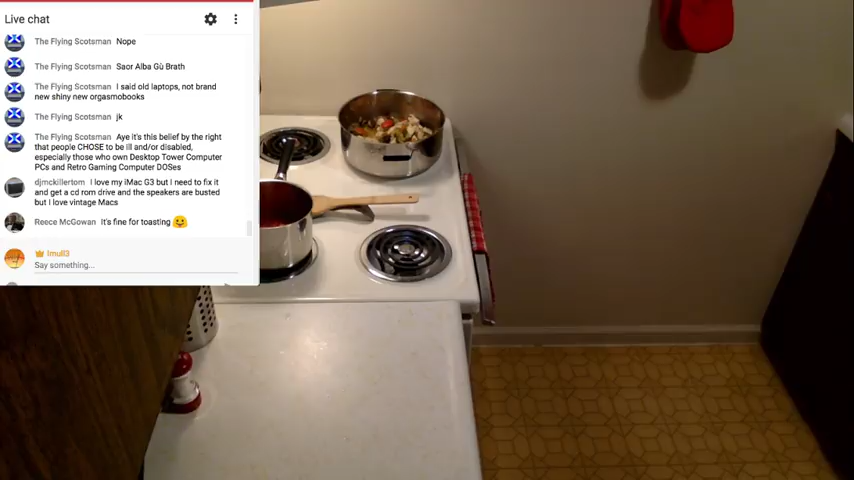 Live chat
The Flying Scotsman Nope
The Flying Scotsman Saor Alba Gù Brath
The Flying Scotsman I said old laptops, not brand
new shiny new orgasmobooks
The Flying Scotsman jk
The Flying Scotsman Aye it's this belief by the right
that people CHOSE to be ill and/or disabled,
especially those who own Desktop Tower Computer
PCs and Retro Gaming Computer DOSes
djmckillertom I love my iMac G3 but I need to fix it
and get a cd rom drive and the speakers are busted
but I love vintage Macs
Reece McGowan It's fine for toasting
lmull3
Say something...